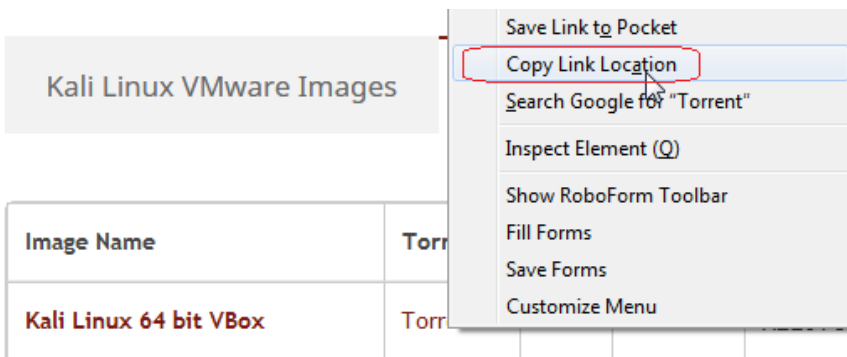 Save Link to Pocket
Copy Link Location
Search Google for "Torrent"
Inspect Element (Q)
Show RoboForm Toolbar
Fill Forms
Save Forms
Customize Menu
Kali Linux VMware Images
Image Name
Torr
Kali Linux 64 bit VBox
Torr